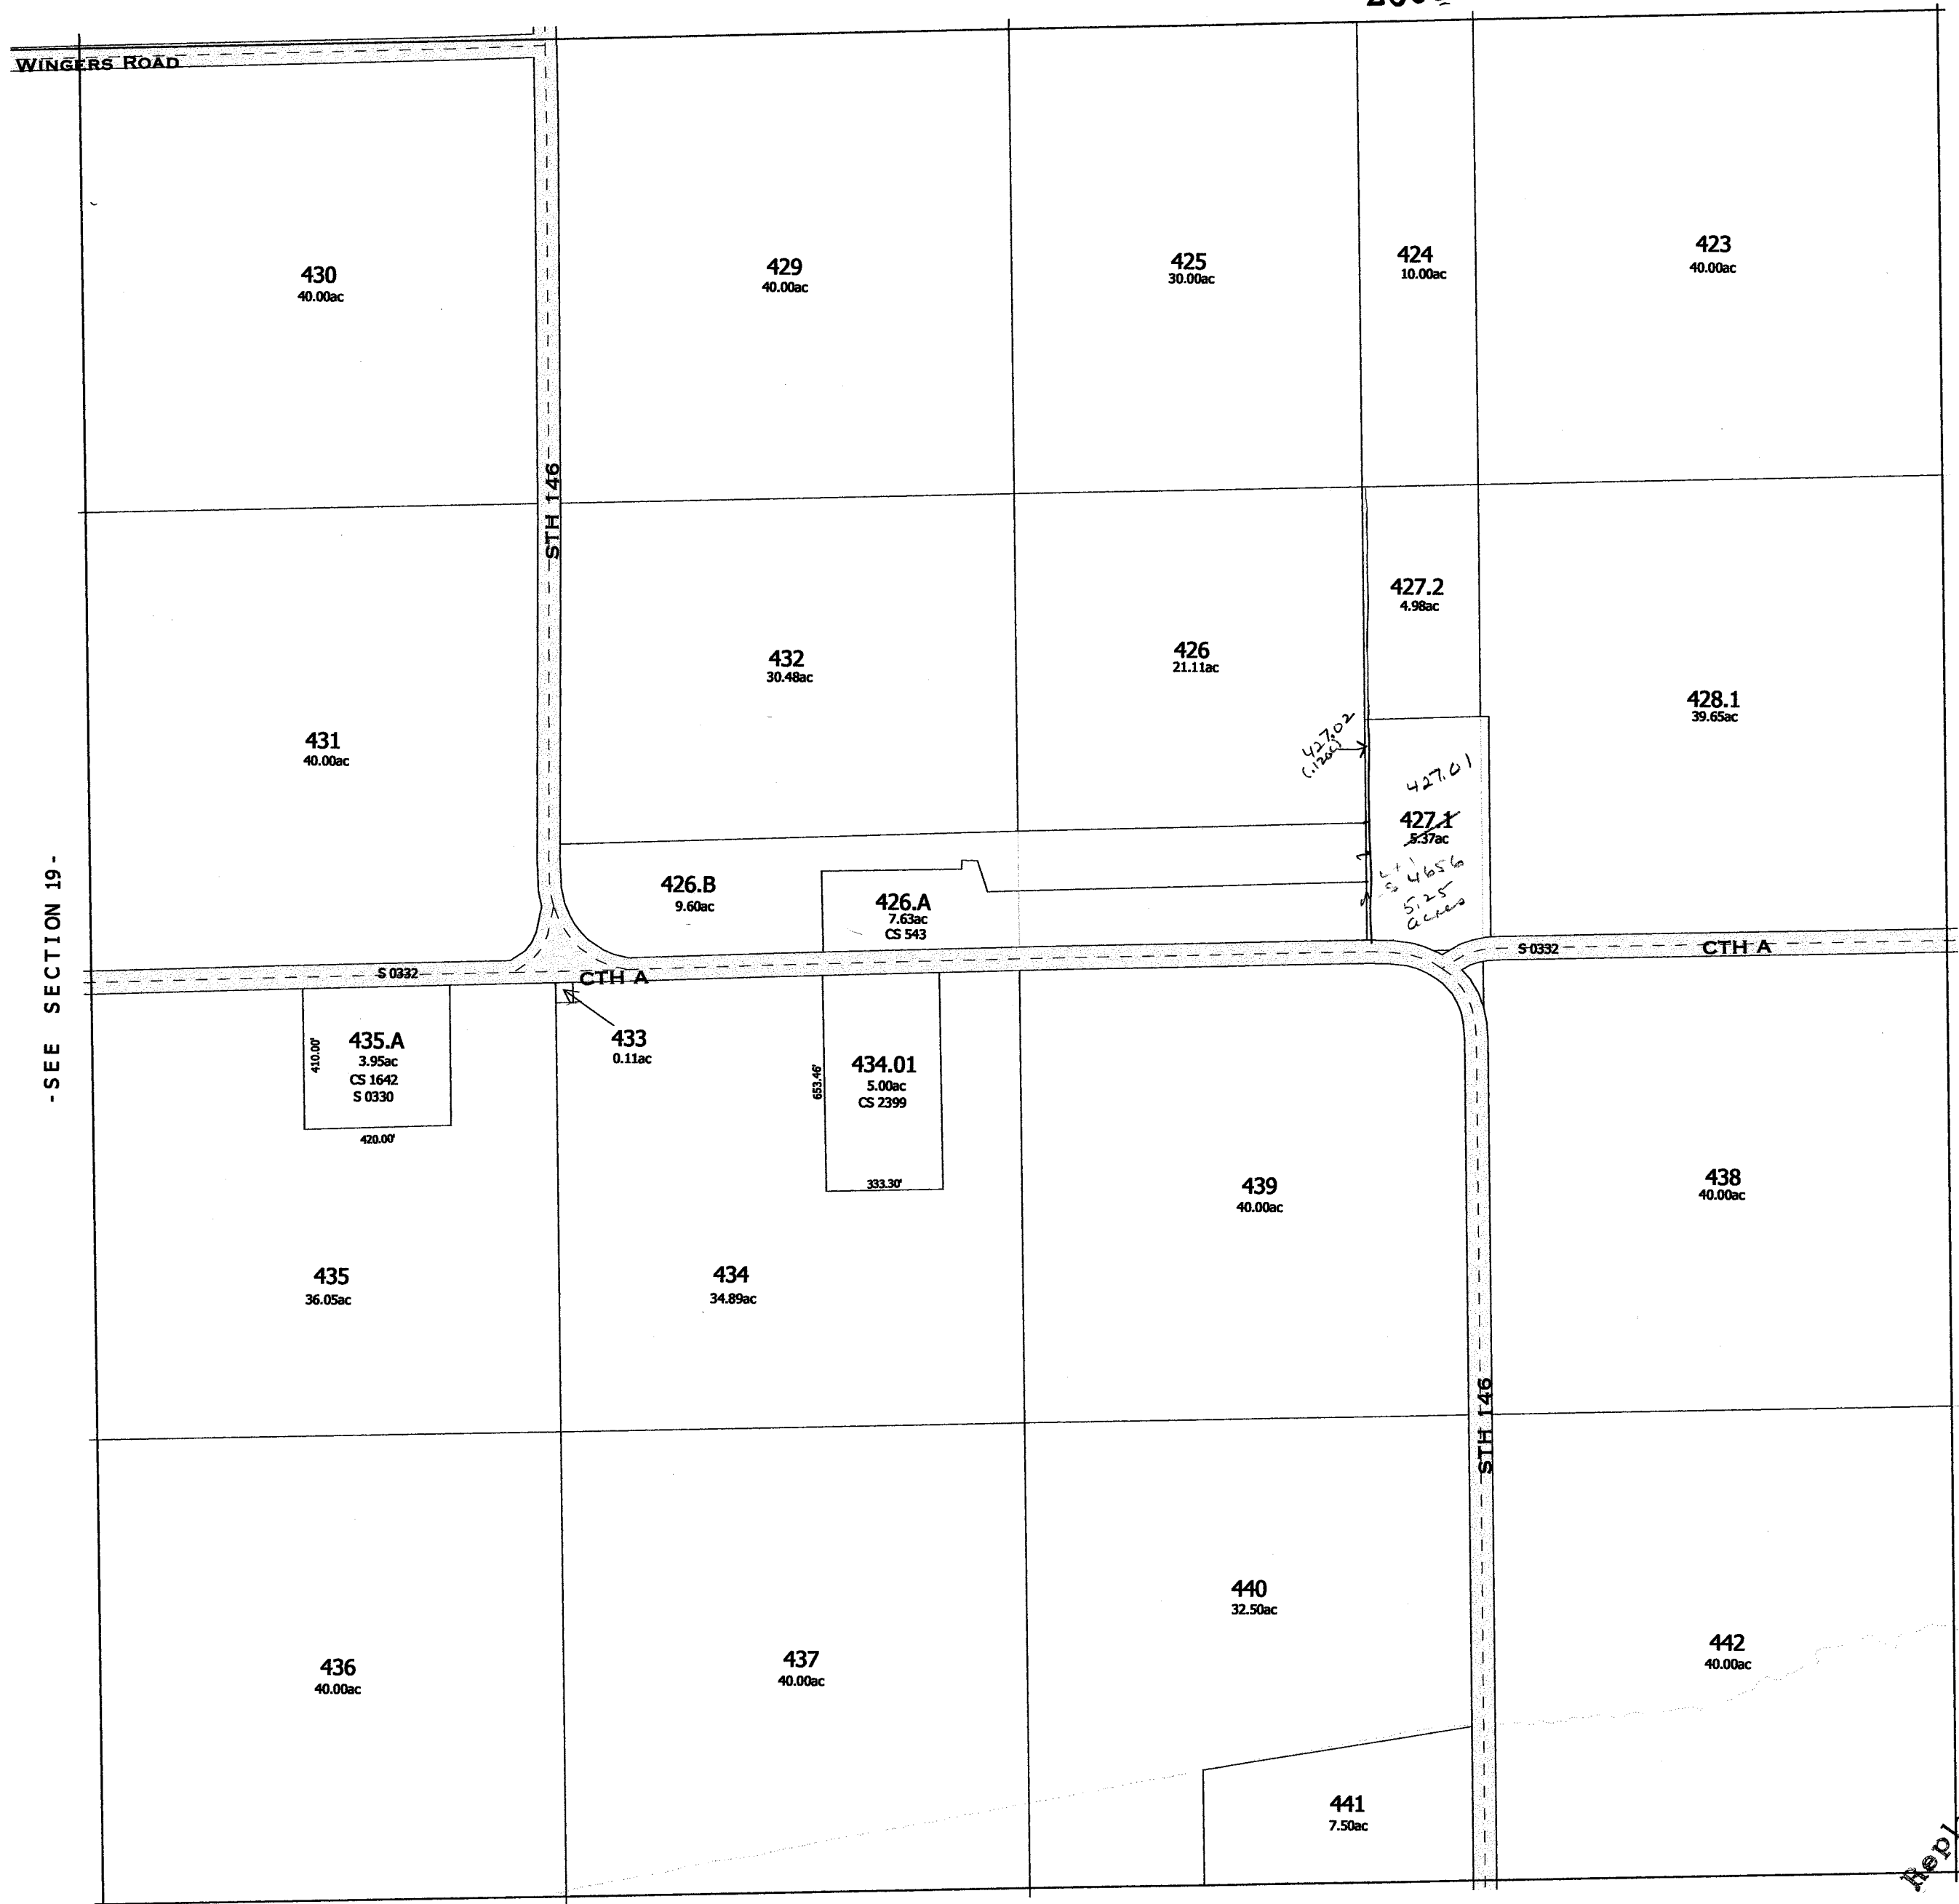 WINGERS ROAD
430
40.00ac
429
40.00ac
425
30.00ac
424
10.00ac
423
40.00ac
STH 146
431
40.00ac
432
30.48ac
426
21.11ac
427.2
4.98ac
428.1
39.65ac
427.02
(.12ac)
427.01
427.1
5.37ac
4656
5.25
acres
426.B
9.60ac
426.A
7.63ac
CS 543
-SEE SECTION 19-
S 0332
CTH A
S 0332
CTH A
435.A
3.95ac
CS 1642
S 0330
410.00'
420.00'
433
0.11ac
434.01
5.00ac
CS 2399
653.46'
333.30'
439
40.00ac
438
40.00ac
435
36.05ac
434
34.89ac
STH 146
436
40.00ac
437
40.00ac
440
32.50ac
442
40.00ac
441
7.50ac